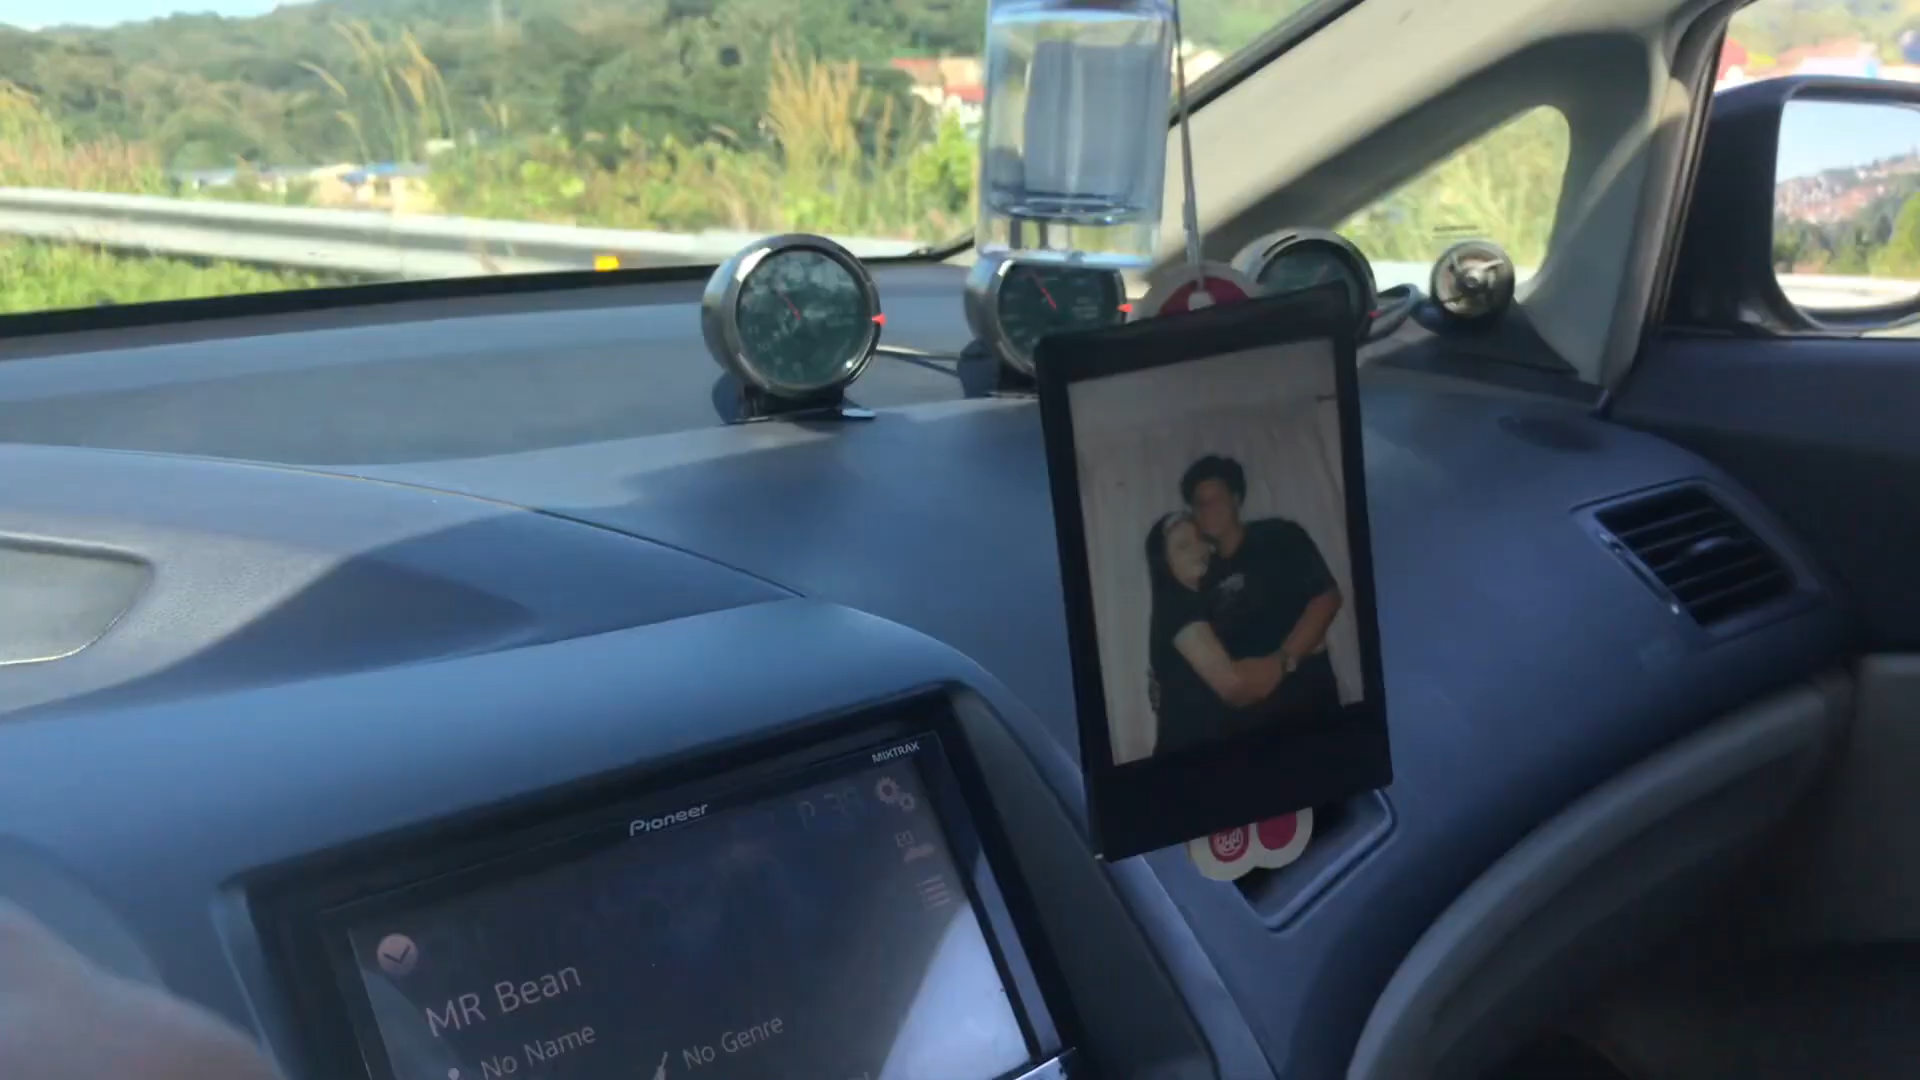 MIXTRAX
Pioneer
EQ
MR Bean
No Name
No Genre